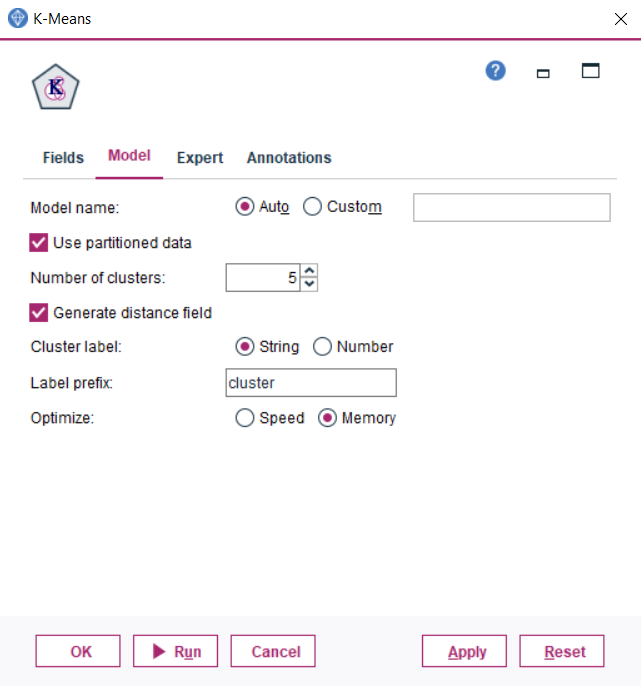 K-Means
?
K
Fields Model Expert Annotations
Model name: Auto Custom
Use partitioned data
Number of clusters: 5
Generate distance field
Cluster label: String Number
Label prefix: cluster
Optimize: Speed Memory
OK Run Cancel Apply Reset